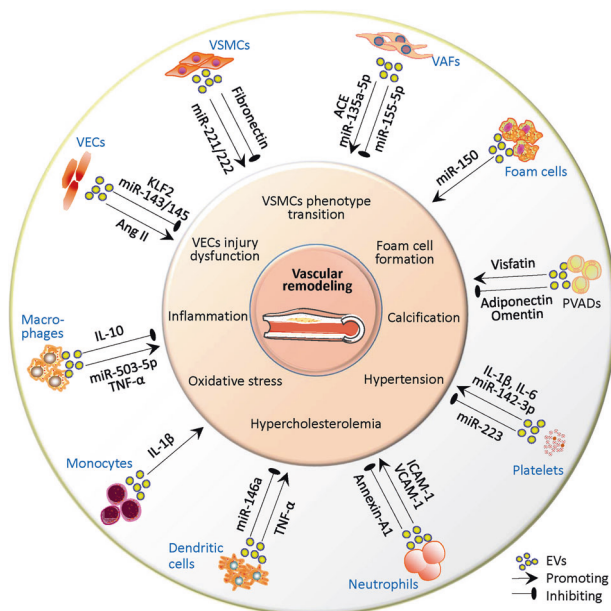 VSMCs
VAFs
Fibronectin
miR-221/222
ACE
miR-135a-5p
miR-155-5p
VECs
KLF2
miR-143/145
Ang II
miR-150
Foam cells
VSMCs phenotype
transition
VECs injury
dysfunction
Foam cell
formation
Vascular
remodeling
Visfatin
Adiponectin
Omentin
PVADs
Macro-
phages
IL-10
miR-503-5p
TNF-α
Inflammation
Calcification
Oxidative stress
Hypertension
Hypercholesterolemia
IL-1β, IL-6
miR-142-3p
miR-223
Platelets
IL-1β
Monocytes
miR-146a
TNF-α
Dendritic
cells
ICAM-1
VCAM-1
Annexin-A1
Neutrophils
EVs
Promoting
Inhibiting